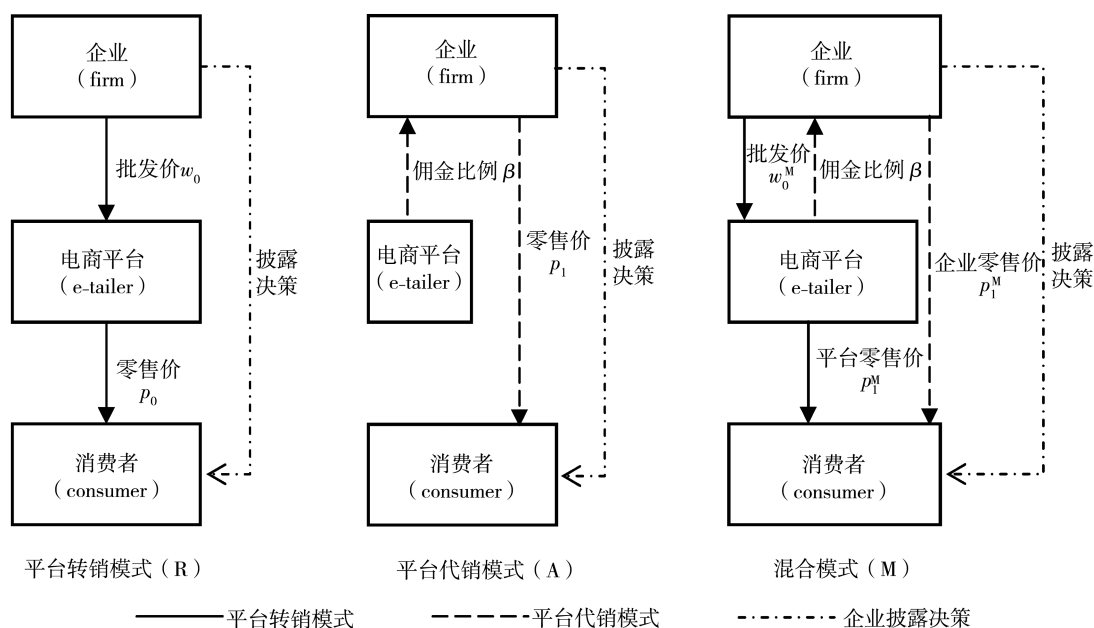 企业
（firm）
批发价w₀
电商平台
（e-tailer）
披露
决策
零售价
p₀
消费者
（consumer）
平台转销模式（R）
企业
（firm）
佣金比例β
电商平台
（e-tailer）
零售价
p₁
披露
决策
消费者
（consumer）
平台代销模式（A）
企业
（firm）
批发价
w₀ᴹ
佣金比例β
电商平台
（e-tailer）
企业零售价
p₁ᴹ
披露
决策
平台零售价
p₁ᴹ
消费者
（consumer）
混合模式（M）
平台转销模式
平台代销模式
企业披露决策